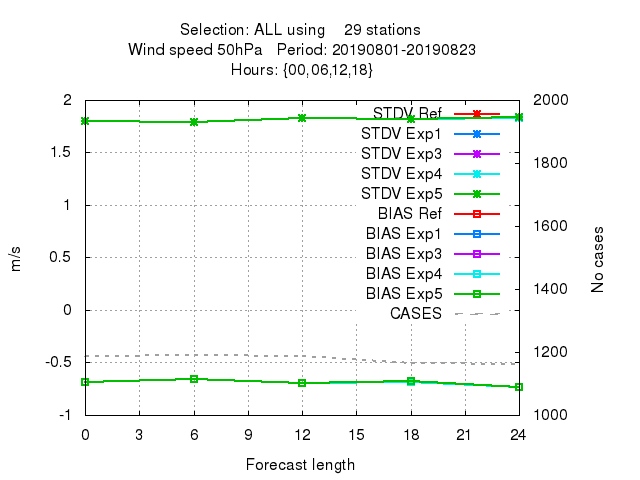 Selection: ALL using    29 stations
Wind speed 50hPa   Period: 20190801-20190823
Hours: {00,06,12,18}
2
1.5
1
0.5
0
-0.5
-1
m/s
2000
1800
1600
1400
1200
1000
No cases
STDV Ref
STDV Exp1
STDV Exp3
STDV Exp4
STDV Exp5
BIAS Ref
BIAS Exp1
BIAS Exp3
BIAS Exp4
BIAS Exp5
CASES
0 3 6 9 12 15 18 21 24
Forecast length